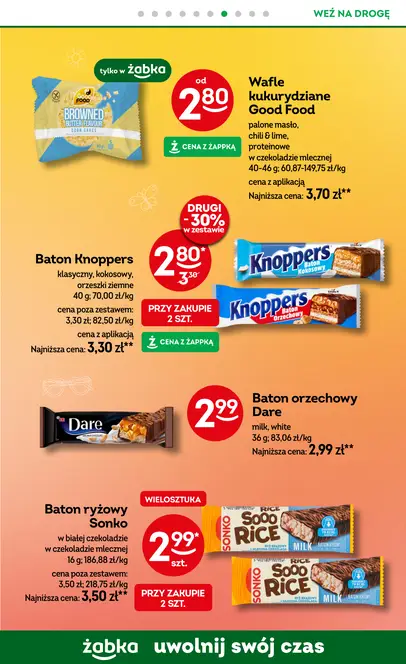 WEŹ NA DROGĘ
tylko w żabka
GOOD FOOD
BROWNED
BUTTER FLAVOUR
CORN CAKES
od
2 80
CENA Z ŻAPPKĄ
Wafle
kukurydziane
Good Food
palone masło,
chili & lime,
proteinowe
w czekoladzie mlecznej
40-46 g; 60,87-149,75 zł/kg
cena z aplikacją
Najniższa cena: 3,70 zł**
DRUGI
-30%
w zestawie
Baton Knoppers
klasyczny, kokosowy,
orzeszki ziemne
40 g; 70,00 zł/kg
cena poza zestawem:
3,30 zł; 82,50 zł/kg
cena z aplikacją
Najniższa cena: 3,30 zł**
2 80*
3 30
PRZY ZAKUPIE
2 SZT.
CENA Z ŻAPPKĄ
Knoppers
Baton
Kokosowy
Knoppers
Baton
Orzechowy
Dare
2 99
Baton orzechowy
Dare
milk, white
36 g; 83,06 zł/kg
Najniższa cena: 2,99 zł**
Baton ryżowy
Sonko
w białej czekoladzie
w czekoladzie mlecznej
16 g; 186,88 zł/kg
cena poza zestawem:
3,50 zł; 218,75 zł/kg
Najniższa cena: 3,50 zł**
WIELOSZTUKA
2 99*
szt.
PRZY ZAKUPIE
2 SZT.
SONKO
SOOO
RICE
MILK
SONKO
SOOO
RICE
MILK
żabka uwolnij swój czas